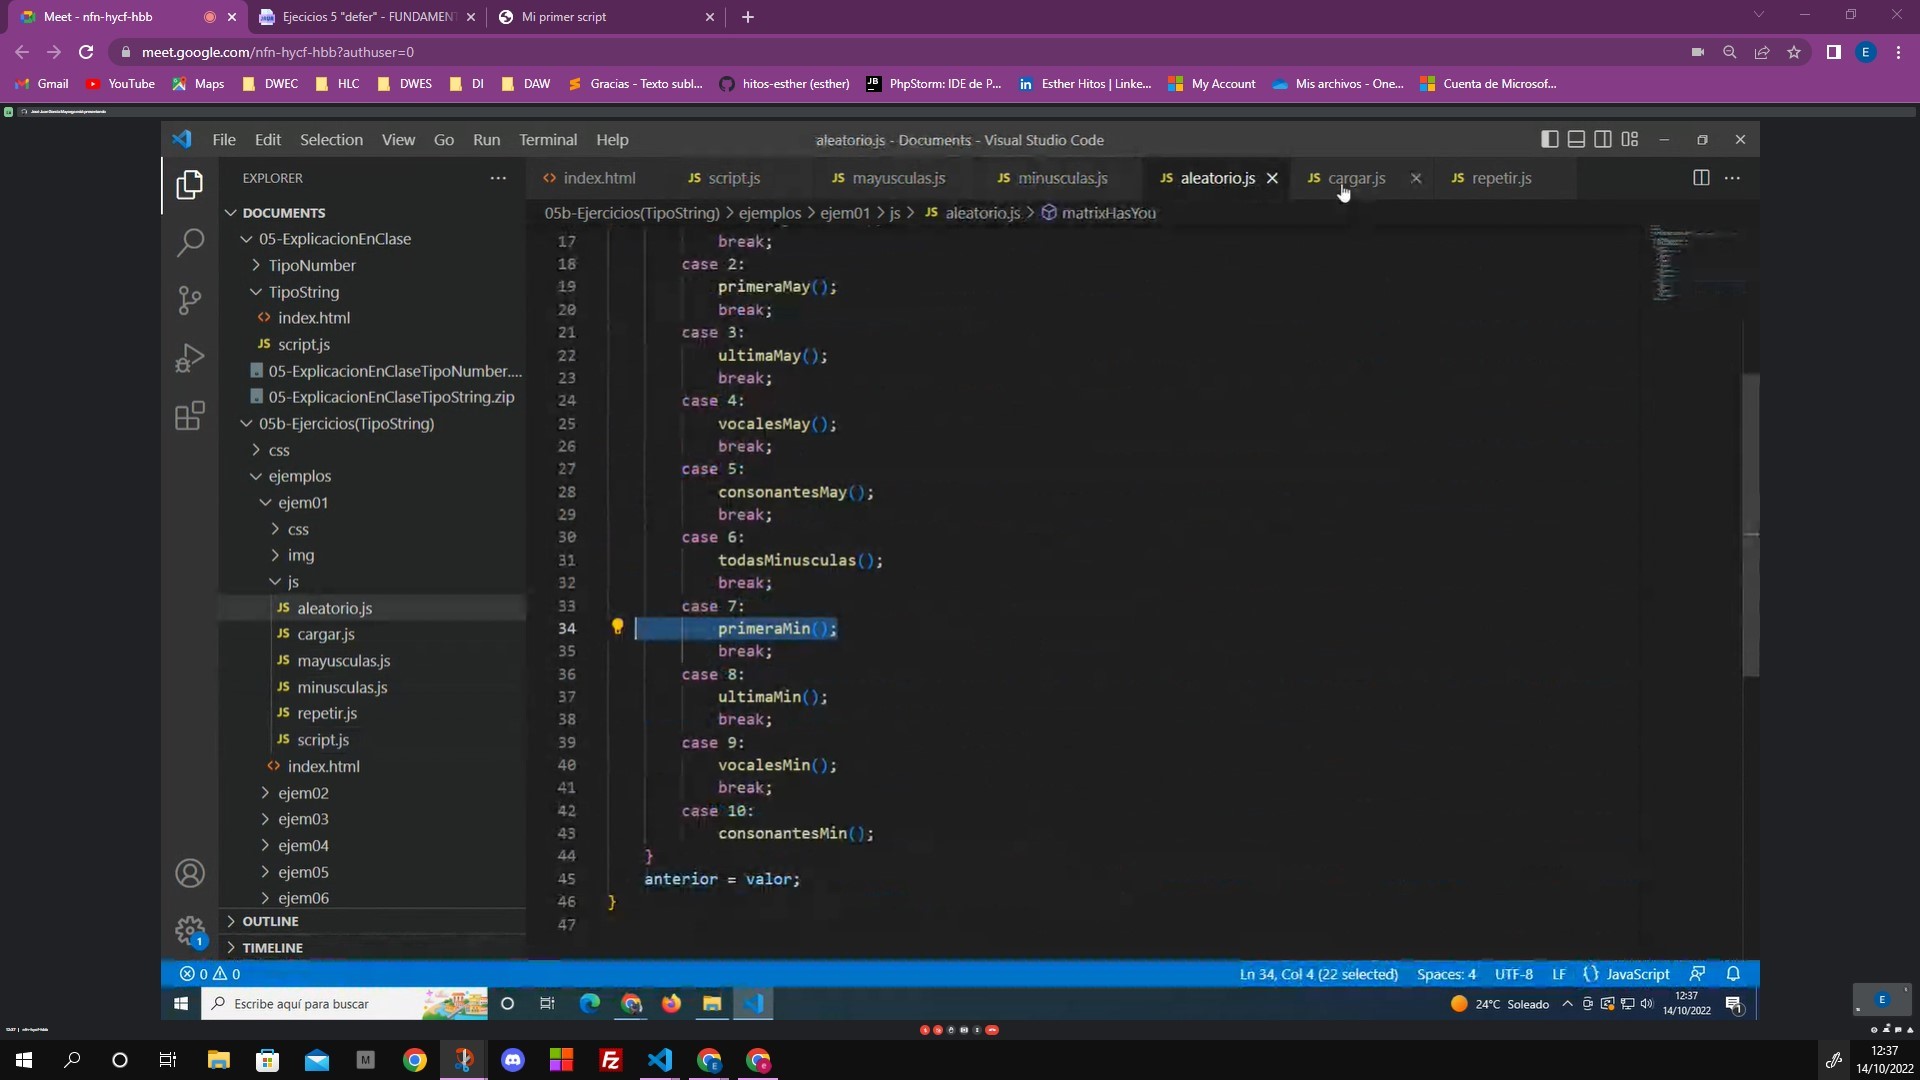 Meet - nfn-hycf-hbb
Ejecicios 5 "defer" - FUNDAMENT
Mi primer script
meet.google.com/nfn-hycf-hbb?authuser=0
E
Gmail YouTube Maps DWEC HLC DWES DI DAW Gracias - Texto subl... hitos-esther (esther) PhpStorm: IDE de P... Esther Hitos | Linke... My Account Mis archivos - One... Cuenta de Microsof...
File Edit Selection View Go Run Terminal Help
aleatorio.js - Documents - Visual Studio Code
EXPLORER
index.html script.js mayusculas.js minusculas.js aleatorio.js cargar.js repetir.js
05b-Ejercicios(TipoString) > ejemplos > ejem01 > js > JS aleatorio.js > matrixHasYou
DOCUMENTS
05-ExplicacionEnClase
TipoNumber
TipoString
index.html
JS script.js
05-ExplicacionEnClaseTipoNumber....
05-ExplicacionEnClaseTipoString.zip
05b-Ejercicios(TipoString)
css
ejemplos
ejem01
css
img
js
JS aleatorio.js
JS cargar.js
JS mayusculas.js
JS minusculas.js
JS repetir.js
JS script.js
index.html
ejem02
ejem03
ejem04
ejem05
ejem06
OUTLINE
TIMELINE
17 break;
18 case 2:
19 primeraMay();
20 break;
21 case 3:
22 ultimaMay();
23 break;
24 case 4:
25 vocalesMay();
26 break;
27 case 5:
28 consonantesMay();
29 break;
30 case 6:
31 todasMinusculas();
32 break;
33 case 7:
34 primeraMin();
35 break;
36 case 8:
37 ultimaMin();
38 break;
39 case 9:
40 vocalesMin();
41 break;
42 case 10:
43 consonantesMin();
44 }
45 anterior = valor;
46 }
47
1
0 0
Ln 34, Col 4 (22 selected) Spaces: 4 UTF-8 LF {} JavaScript
Escribe aquí para buscar
24°C Soleado
12:37
14/10/2022
E
12:37
14/10/2022